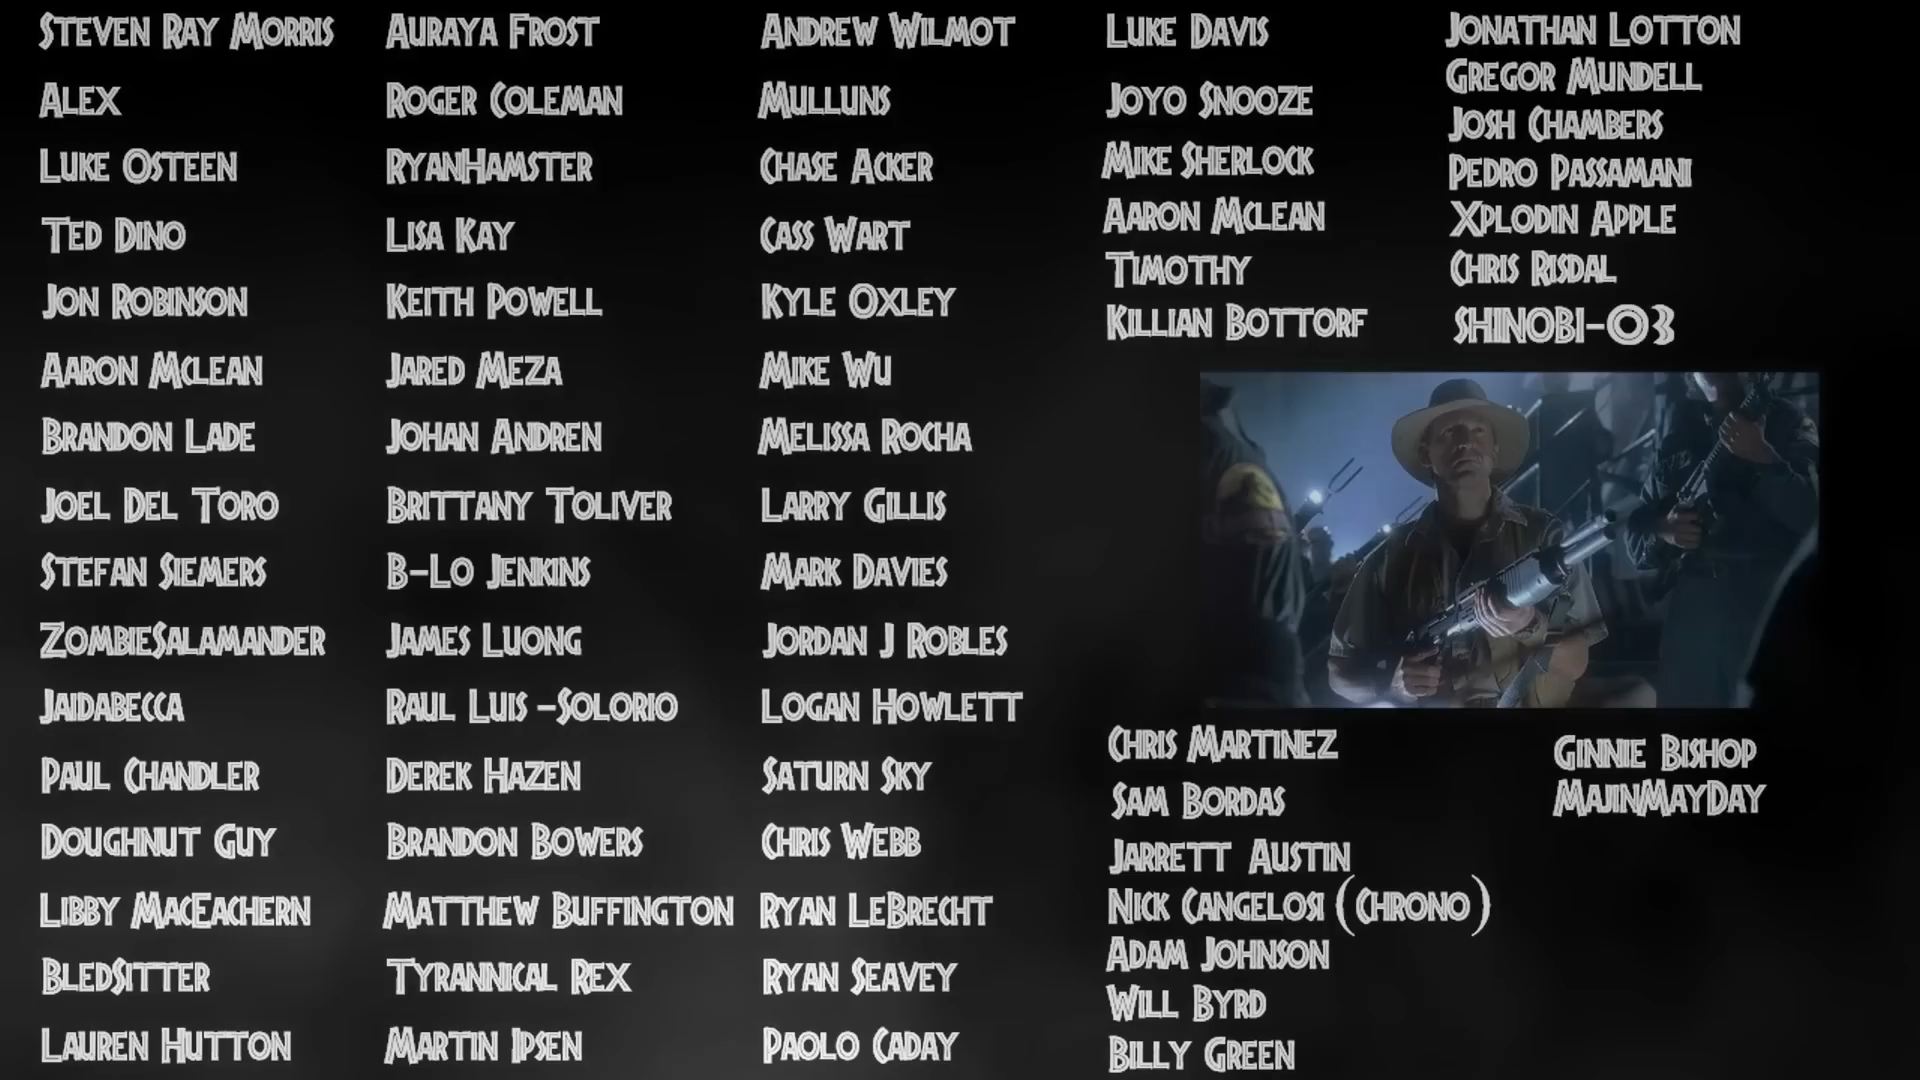 Steven Ray Morris
Alex
Luke Osteen
Ted Dino
Jon Robinson
Aaron Mclean
Brandon Lade
Joel Del Toro
Stefan Siemers
ZombieSalamander
Jaidabecca
Paul Chandler
Doughnut Guy
Libby MacEachern
BledSitter
Lauren Hutton
Auraya Frost
Roger Coleman
RyanHamster
Lisa Kay
Keith Powell
Jared Meza
Johan Andren
Brittany Toliver
B-Lo Jenkins
James Luong
Raul Luis -Solorio
Derek Hazen
Brandon Bowers
Matthew Buffington
Tyrannical Rex
Martin Ipsen
Andrew Wilmot
Mulluns
Chase Acker
Cass Wart
Kyle Oxley
Mike Wu
Melissa Rocha
Larry Gillis
Mark Davies
Jordan J Robles
Logan Howlett
Saturn Sky
Chris Webb
Ryan LeBrecht
Ryan Seavey
Paolo Caday
Luke Davis
Joyo Snooze
Mike Sherlock
Aaron Mclean
Timothy
Killian Bottorf
Jonathan Lotton
Gregor Mundell
Josh Chambers
Pedro Passamani
Xplodin Apple
Chris Risdal
SHINOBI-03
Chris Martinez
Sam Bordas
Jarrett Austin
Nick Cangelosi (Chrono)
Adam Johnson
Will Byrd
Billy Green
Ginnie Bishop
MajinMayDay